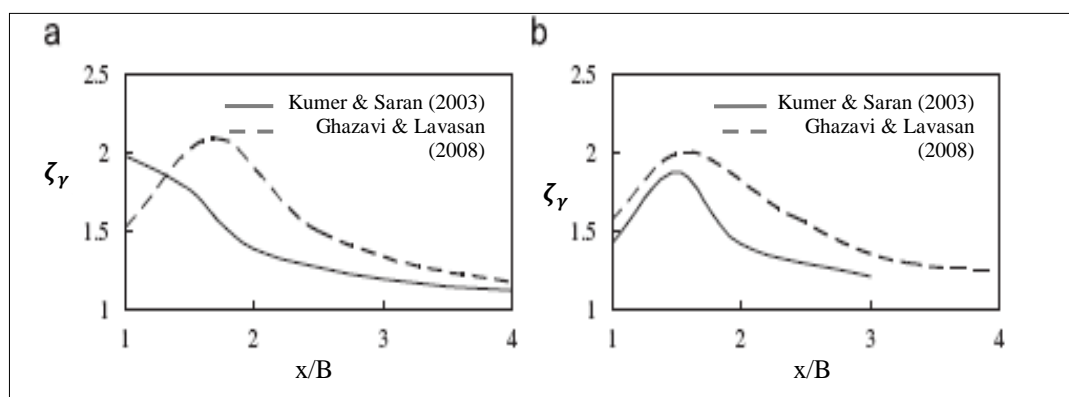 a
2.5
2
1.5
1
ζγ
Kumer & Saran (2003)
Ghazavi & Lavasan
(2008)
1 2 3 4
x/B
b
2.5
2
1.5
1
ζγ
Kumer & Saran (2003)
Ghazavi & Lavasan
(2008)
1 2 3 4
x/B